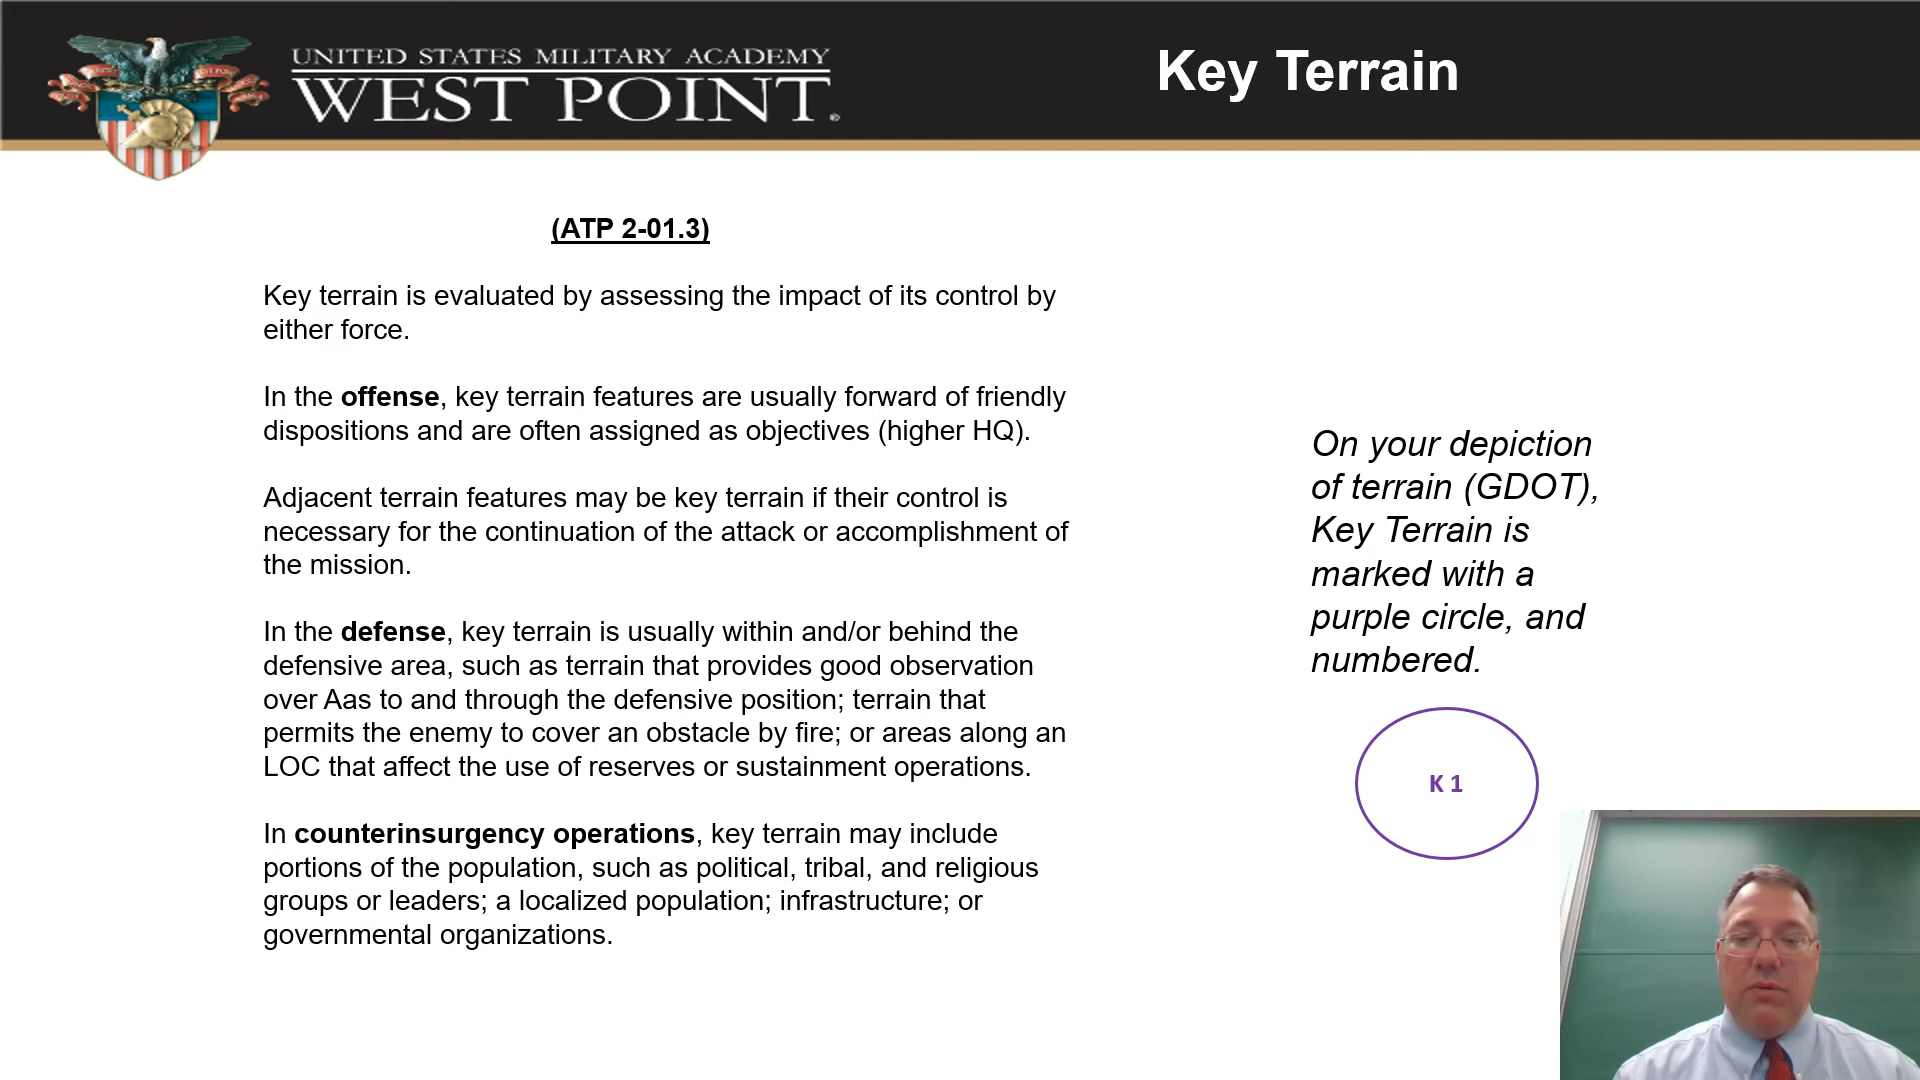 UNITED STATES MILITARY ACADEMY
WEST POINT.
Key Terrain
(ATP 2-01.3)
Key terrain is evaluated by assessing the impact of its control by
either force.
In the offense, key terrain features are usually forward of friendly
dispositions and are often assigned as objectives (higher HQ).
Adjacent terrain features may be key terrain if their control is
necessary for the continuation of the attack or accomplishment of
the mission.
In the defense, key terrain is usually within and/or behind the
defensive area, such as terrain that provides good observation
over Aas to and through the defensive position; terrain that
permits the enemy to cover an obstacle by fire; or areas along an
LOC that affect the use of reserves or sustainment operations.
In counterinsurgency operations, key terrain may include
portions of the population, such as political, tribal, and religious
groups or leaders; a localized population; infrastructure; or
governmental organizations.
On your depiction
of terrain (GDOT),
Key Terrain is
marked with a
purple circle, and
numbered.
K 1